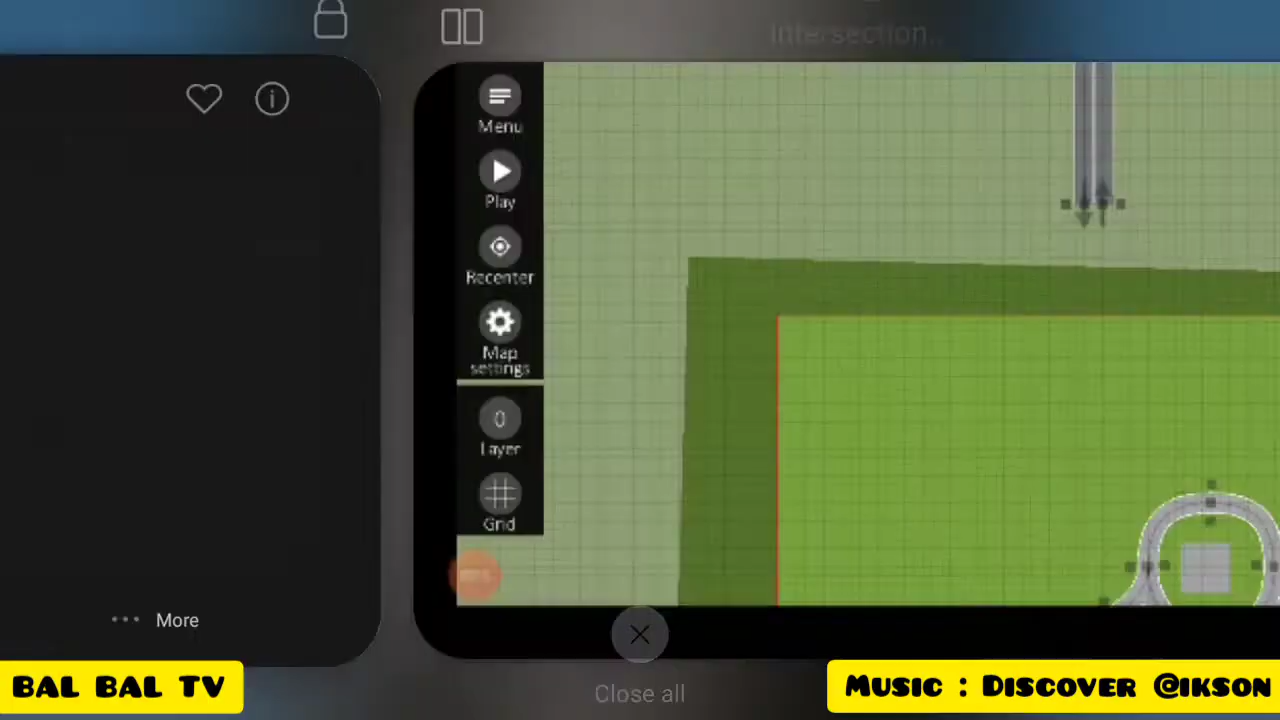 Intersection..
Menu
Play
Recenter
Map
settings
0
Layer
Grid
More
Close all
BAL BAL TV
Music : Discover @ikson